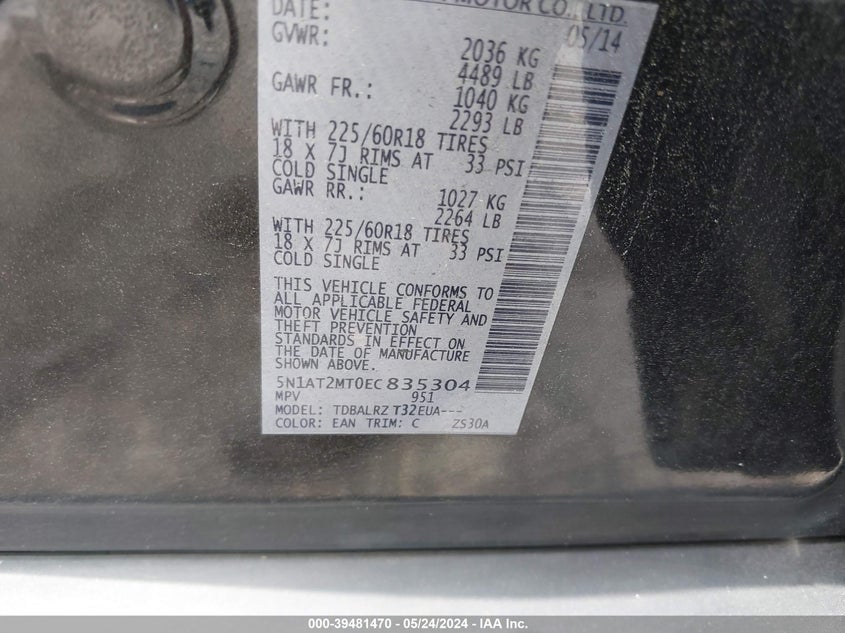 DATE: MOTOR CO., LTD.
GVWR: 05/14
2036 KG
4489 LB
GAWR FR.: 1040 KG
2293 LB
WITH 225/60R18 TIRES
18 X 7J RIMS AT 33 PSI
COLD SINGLE
GAWR RR.: 1027 KG
2264 LB
WITH 225/60R18 TIRES
18 X 7J RIMS AT 33 PSI
COLD SINGLE
THIS VEHICLE CONFORMS TO
ALL APPLICABLE FEDERAL
MOTOR VEHICLE SAFETY AND
THEFT PREVENTION
STANDARDS IN EFFECT ON
THE DATE OF MANUFACTURE
SHOWN ABOVE.
5N1AT2MT0EC835304
MPV 951
MODEL: TDBALRZ T32EUA---
COLOR: EAN TRIM: C ZS30A
000-39481470 - 05/24/2024 - IAA Inc.